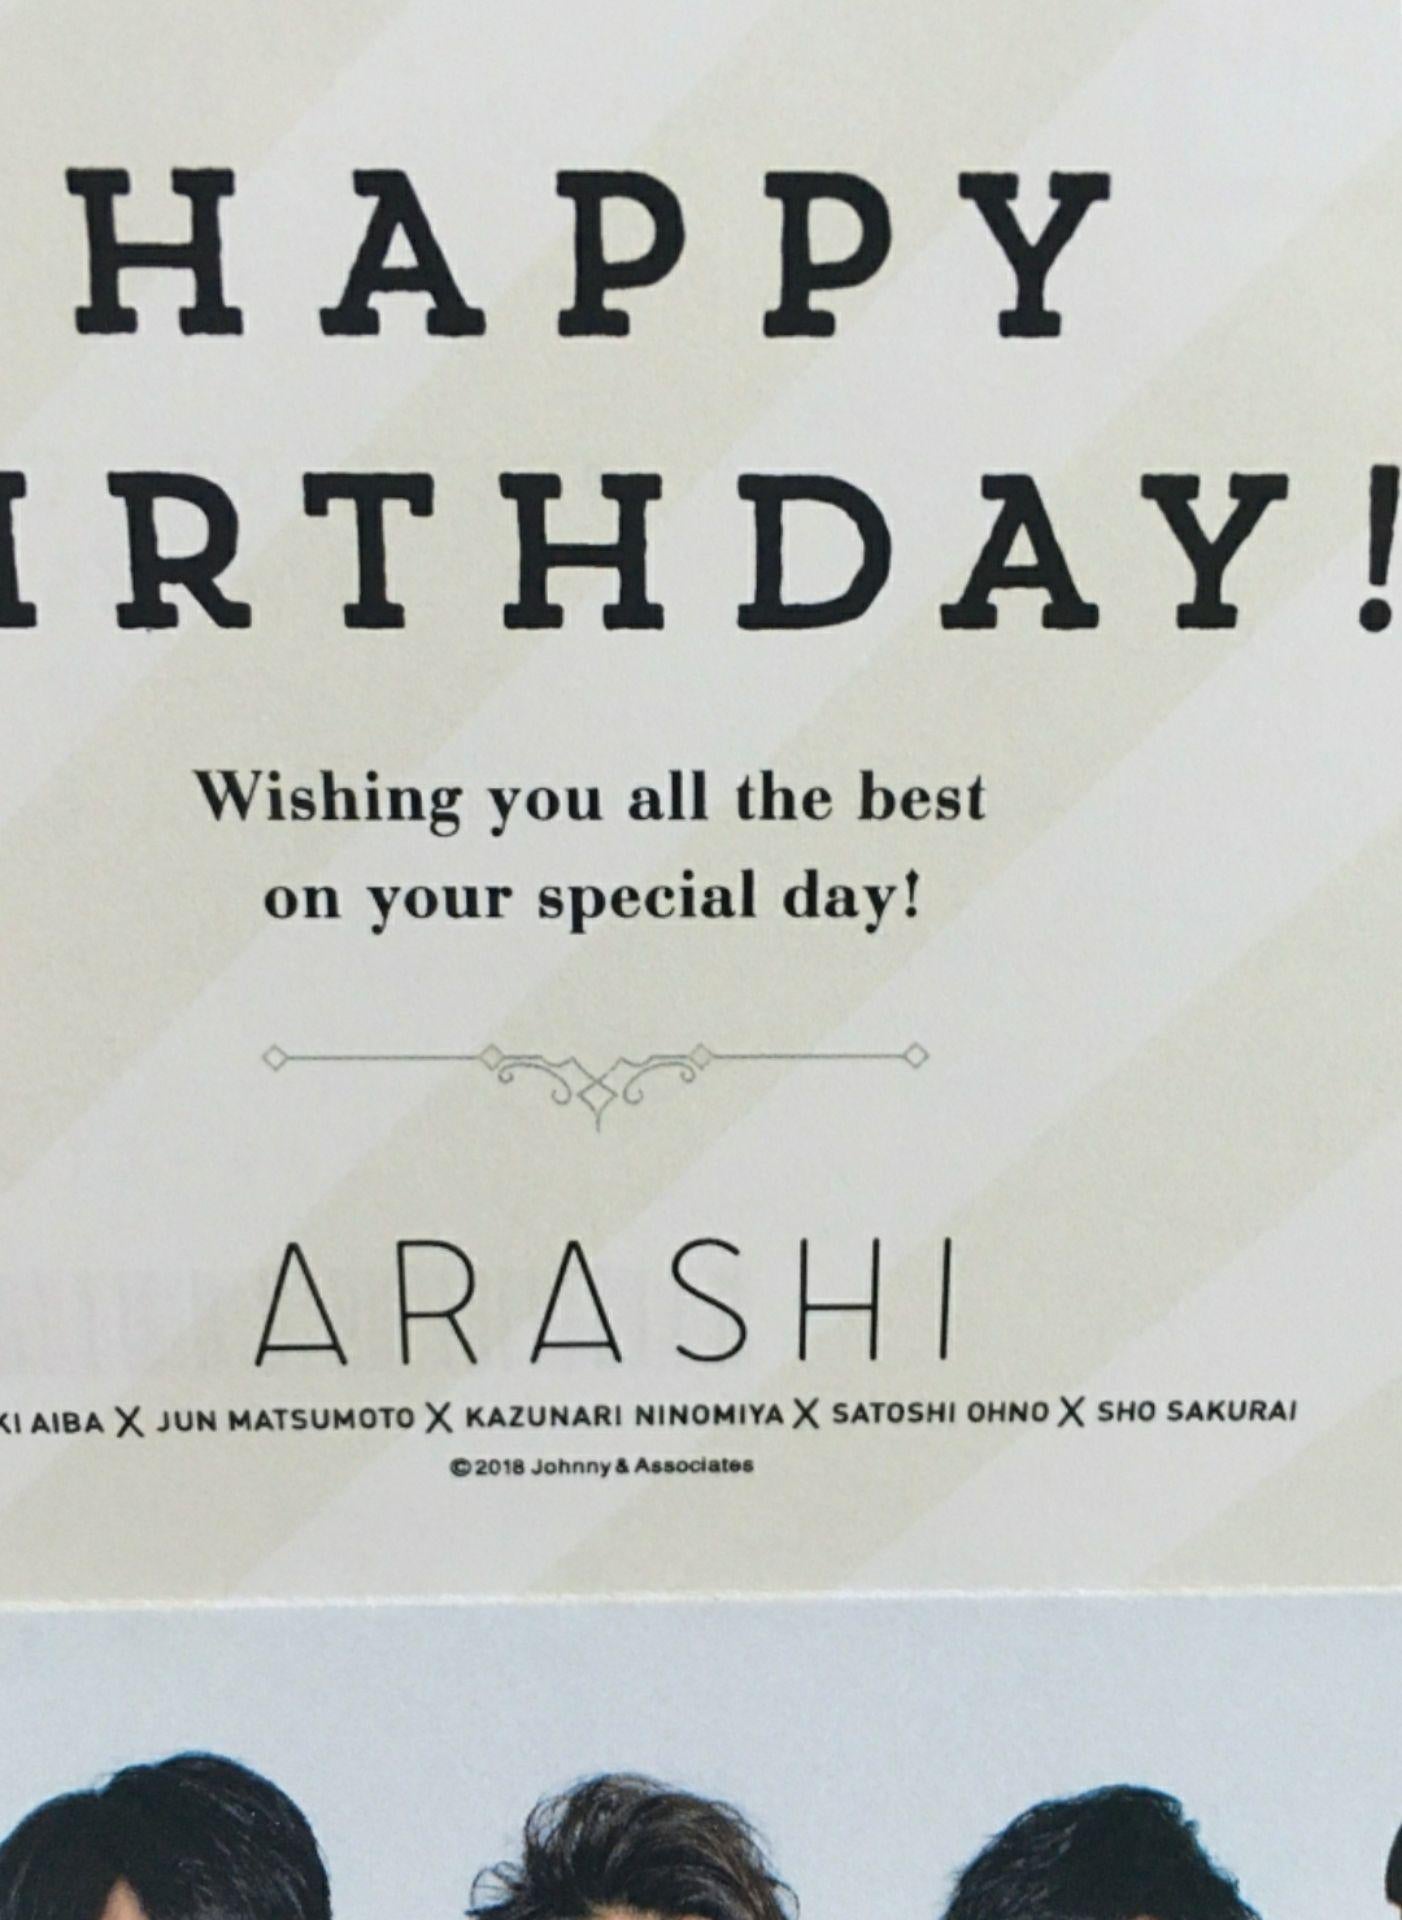 HAPPY
IRTHDAY!
Wishing you all the best
on your special day!
ARASHI
KI AIBA X JUN MATSUMOTO X KAZUNARI NINOMIYA X SATOSHI OHNO X SHO SAKURAI
©2018 Johnny & Associates